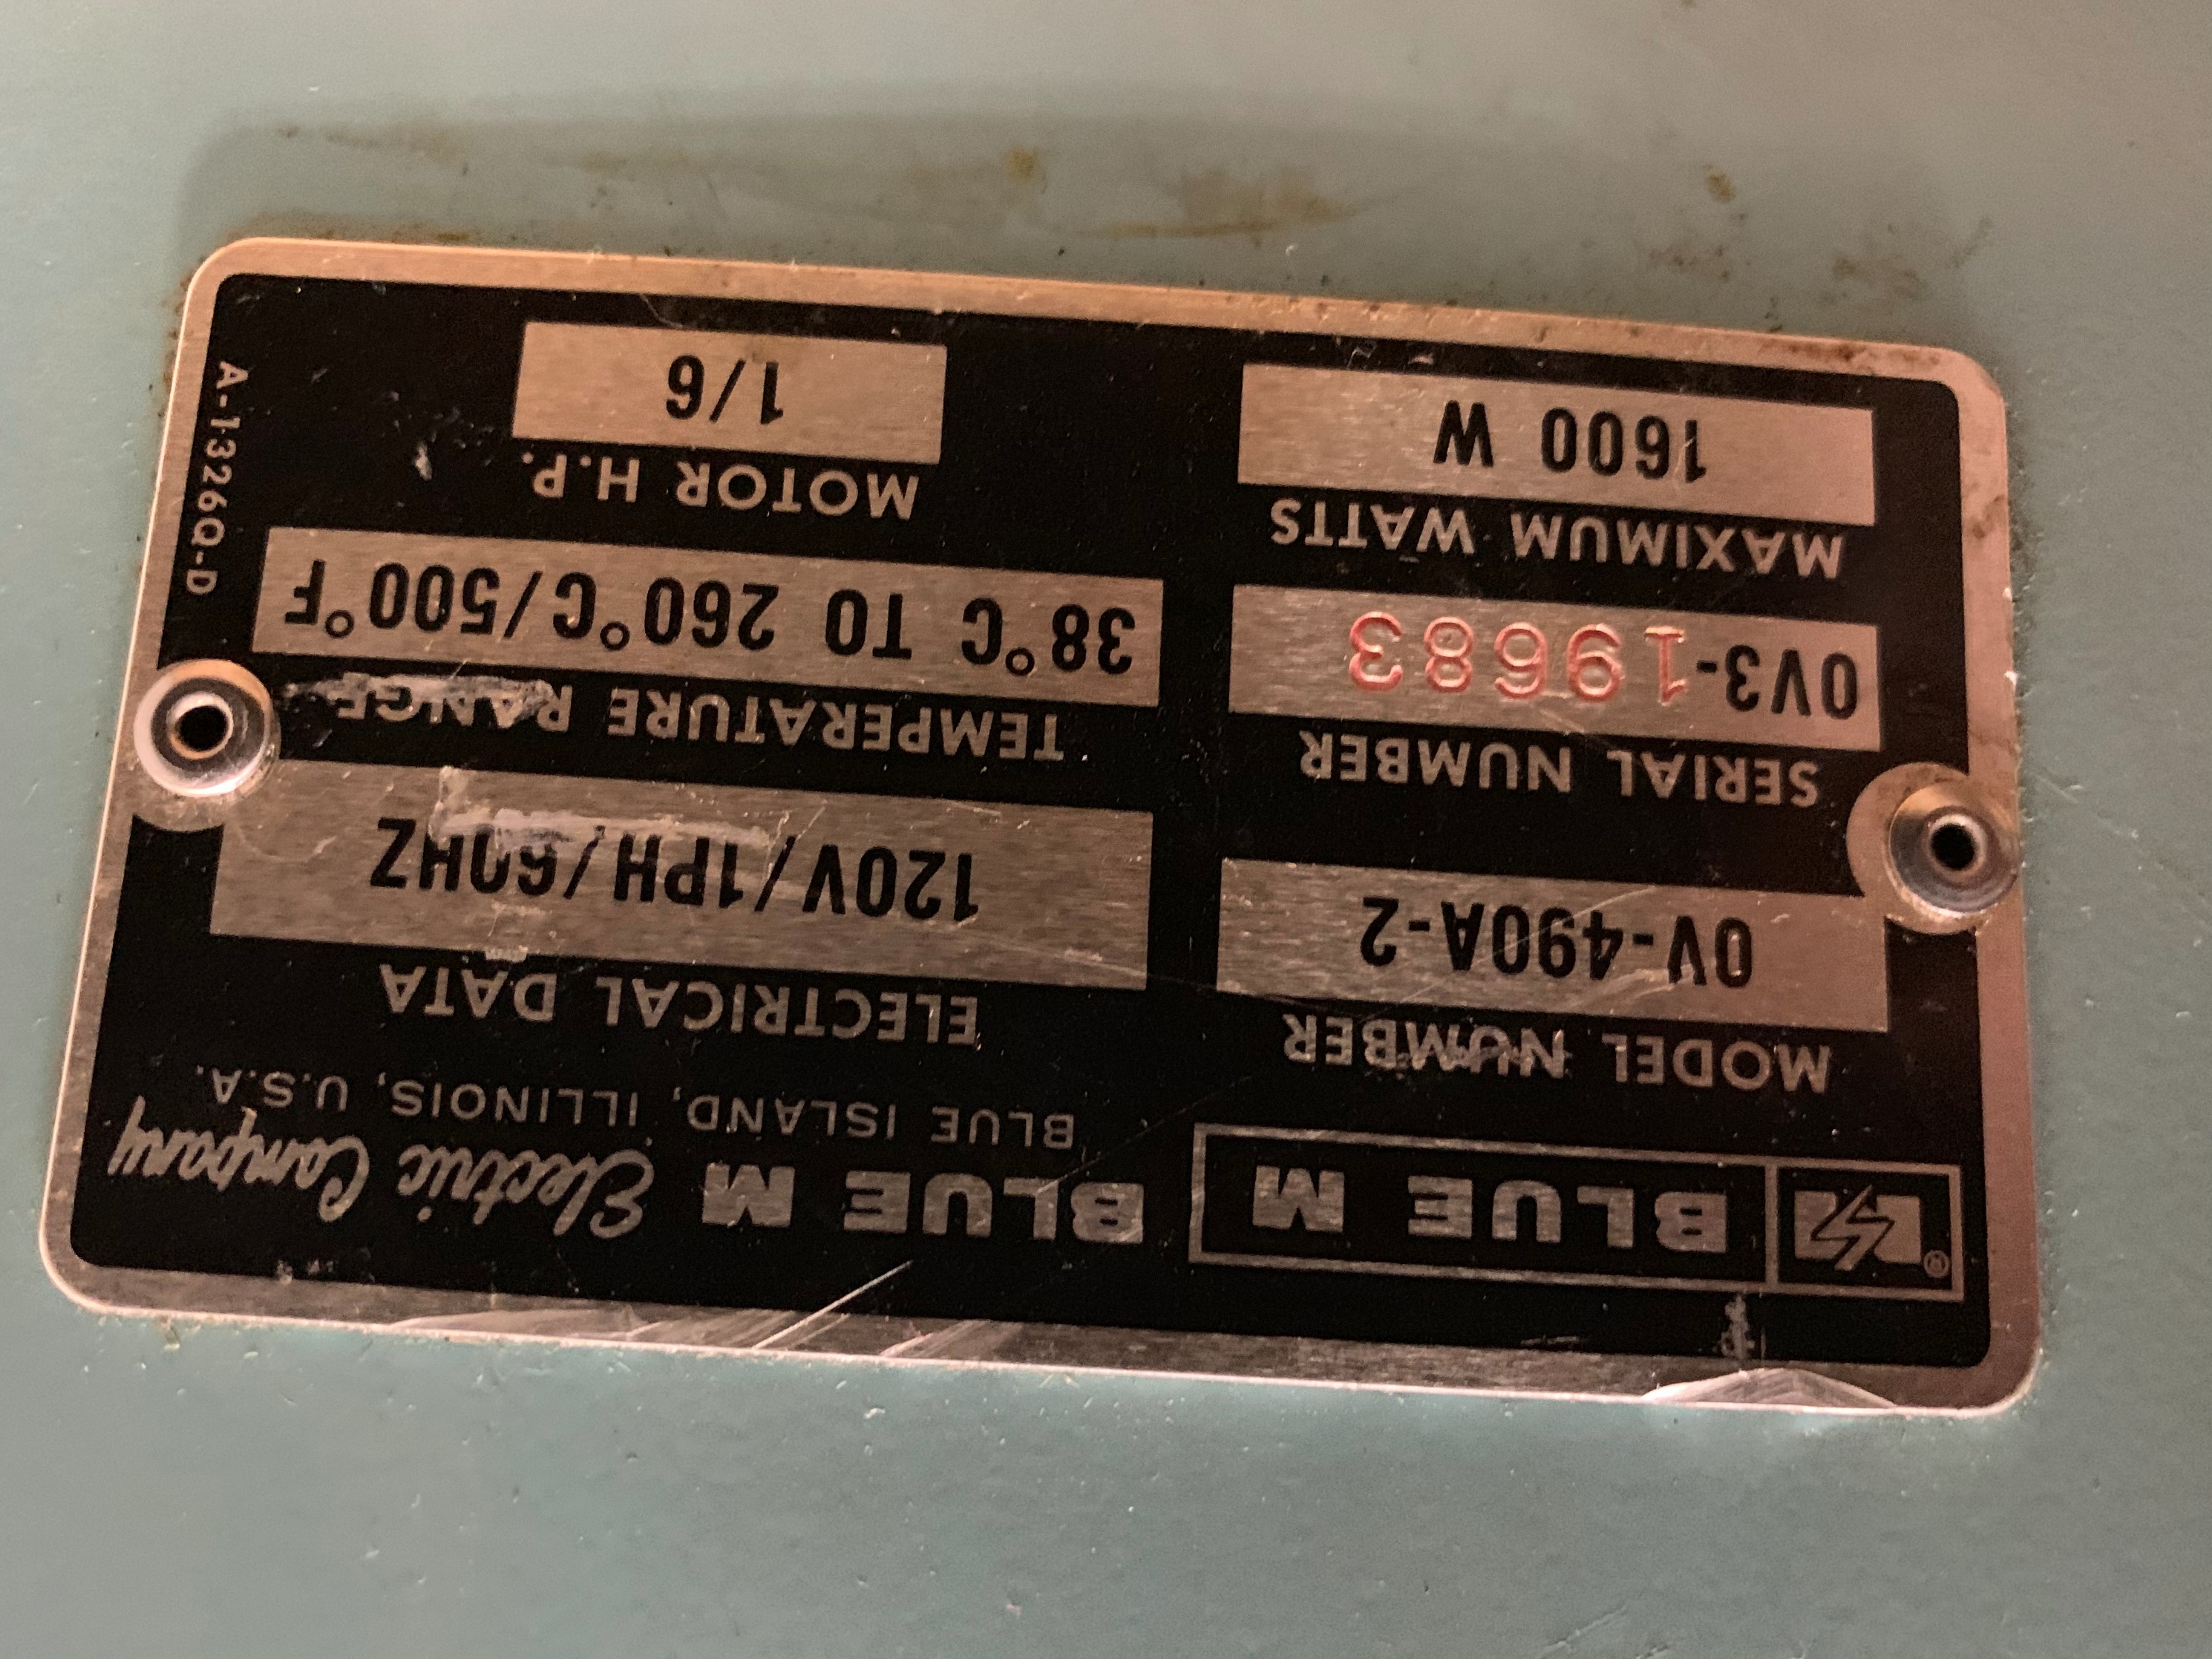 BLUE M BLUE M Electric Company
BLUE ISLAND, ILLINOIS, U.S.A.
MODEL NUMBER ELECTRICAL DATA
OV-490A-2 120V/1PH/60HZ
SERIAL NUMBER TEMPERATURE RANGE
OV3-19683 38°C TO 260°C/500°F
MAXIMUM WATTS MOTOR H.P.
1600 W 1/6
A-1326Q-D